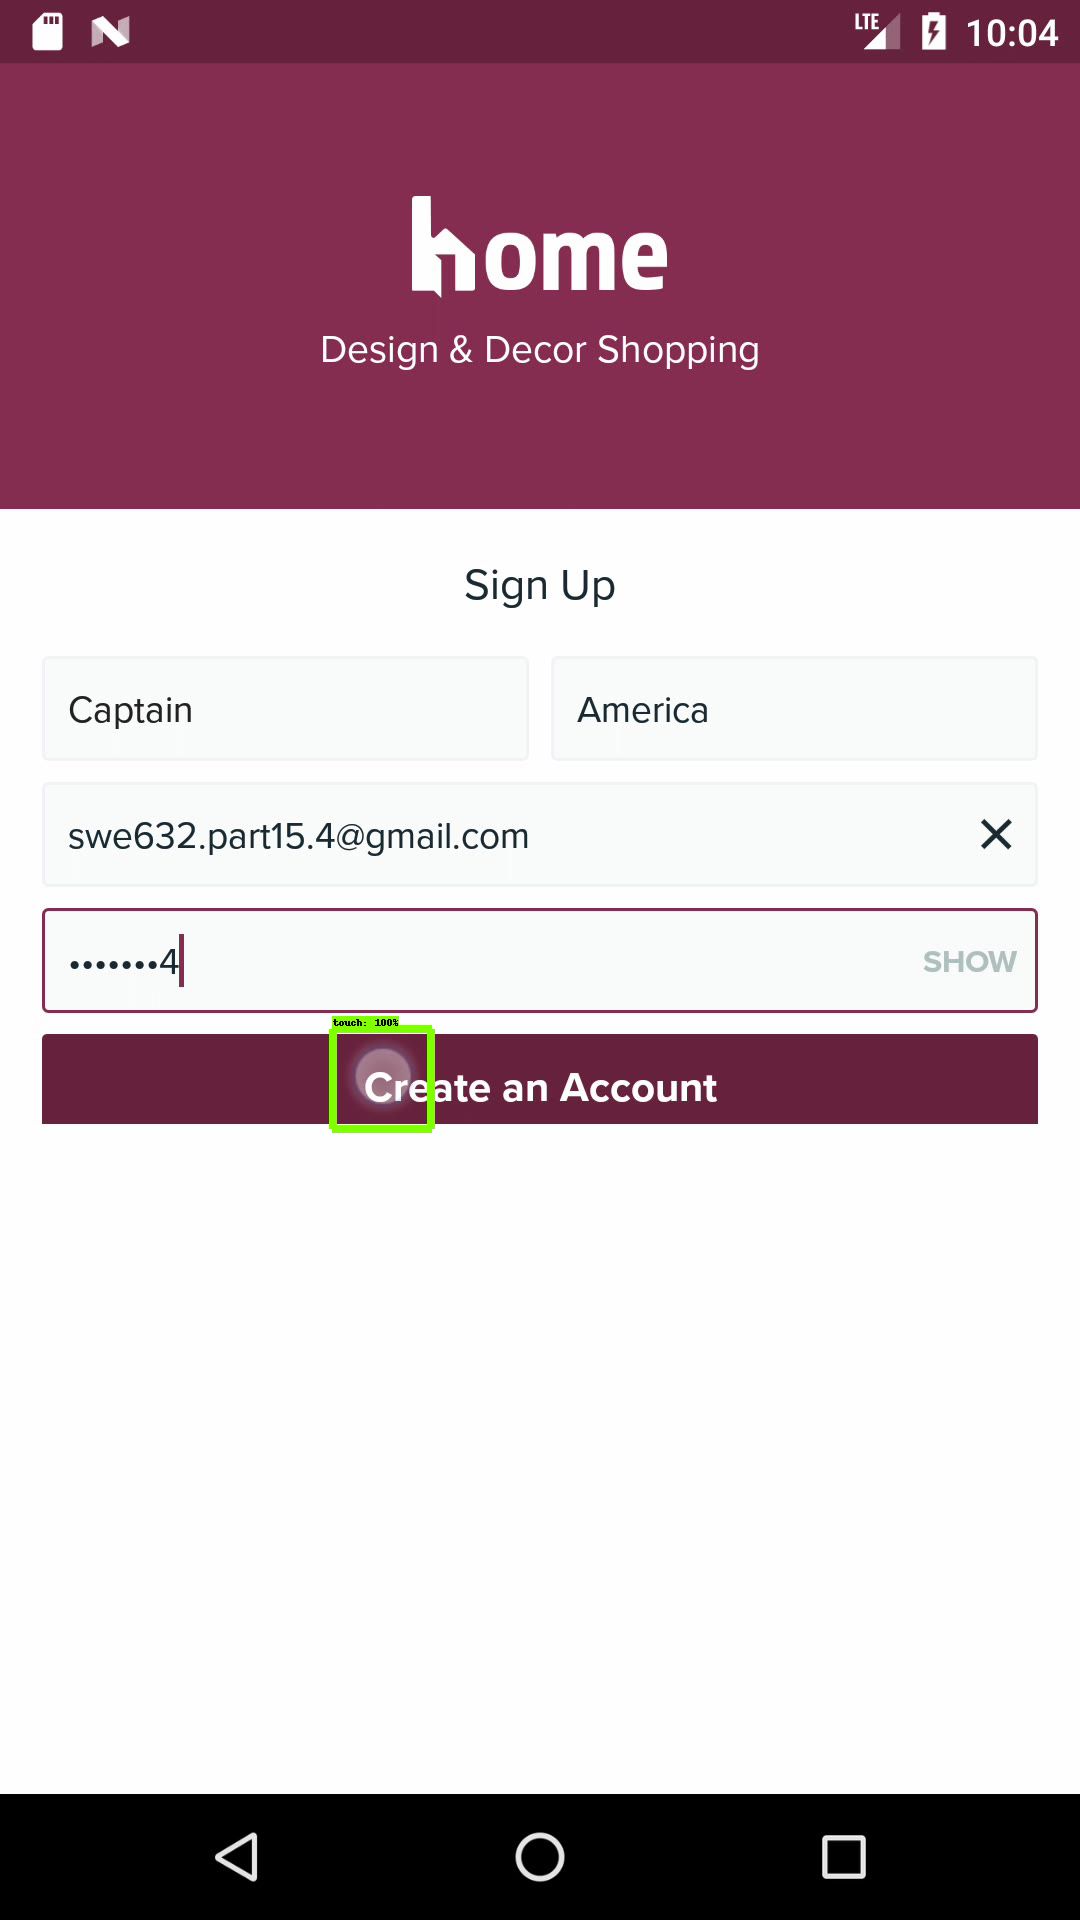 LTE 10:04
home
Design & Decor Shopping
Sign Up
Captain America
swe632.part15.4@gmail.com
•••••••4 SHOW
touch: 100%
Create an Account